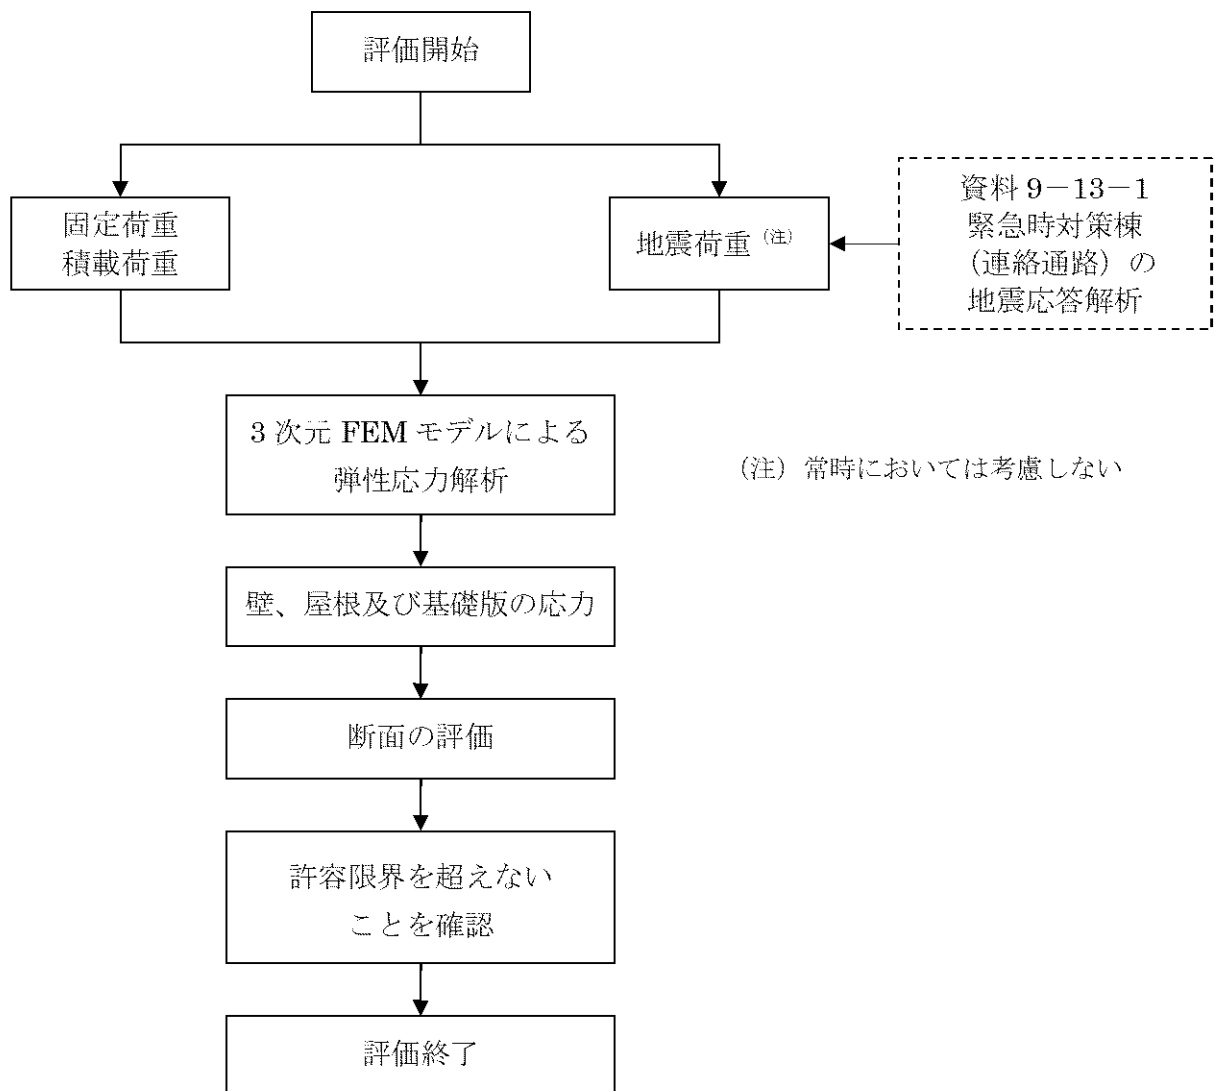 評価開始
固定荷重
積載荷重
地震荷重(注)
資料9-13-1
緊急時対策棟
(連絡通路)の
地震応答解析
3次元 FEM モデルによる
弾性応力解析
(注)常時においては考慮しない
壁、屋根及び基礎版の応力
断面の評価
許容限界を超えない
ことを確認
評価終了